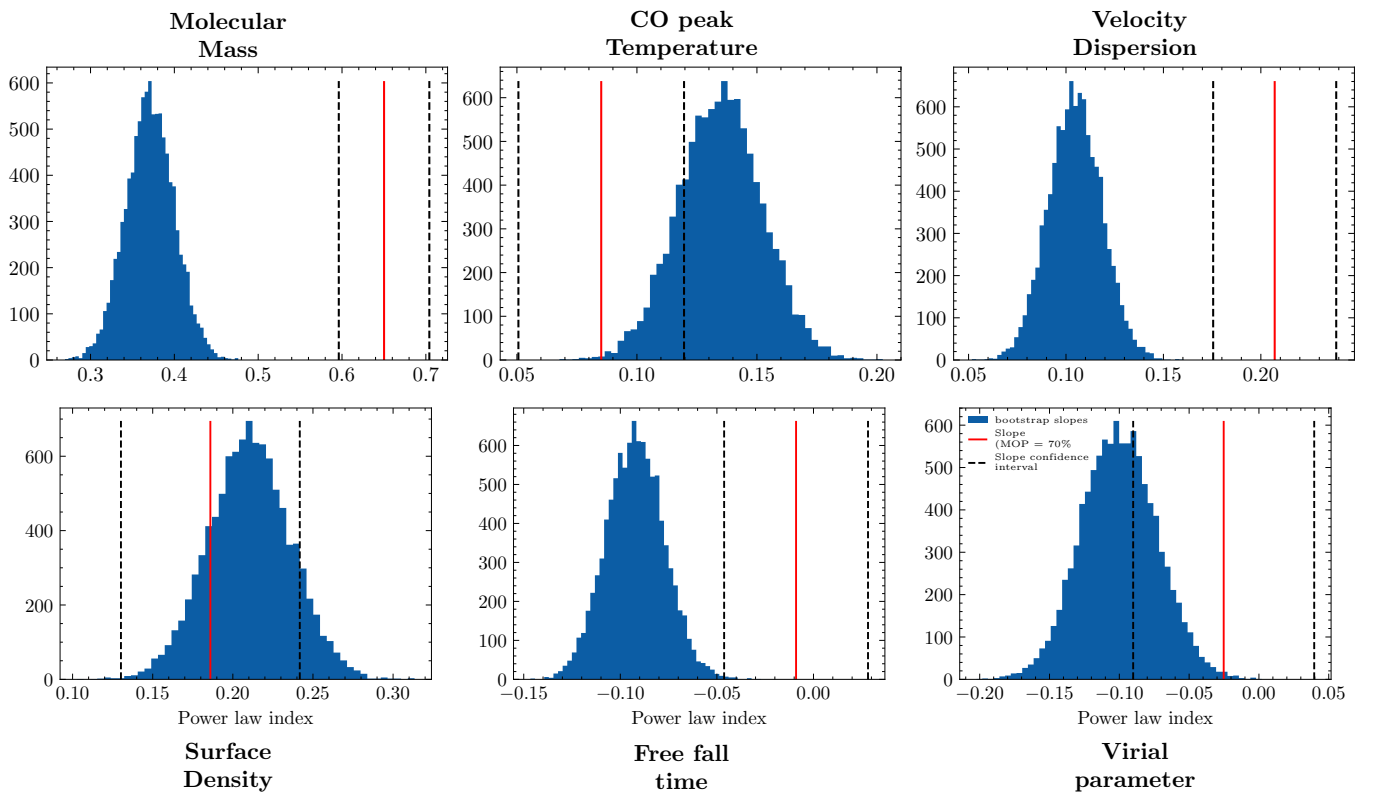 Molecular
Mass
CO peak
Temperature
Velocity
Dispersion
600
500
400
300
200
100
0
0.3 0.4 0.5 0.6 0.7
600
500
400
300
200
100
0
0.05 0.10 0.15 0.20
600
500
400
300
200
100
0
0.05 0.10 0.15 0.20
600
400
200
0
0.10 0.15 0.20 0.25 0.30
Power law index
600
500
400
300
200
100
0
−0.15 −0.10 −0.05 0.00
Power law index
bootstrap slopes
Slope
(MOP = 70%
Slope confidence
interval
600
500
400
300
200
100
0
−0.20 −0.15 −0.10 −0.05 0.00 0.05
Power law index
Surface
Density
Free fall
time
Virial
parameter